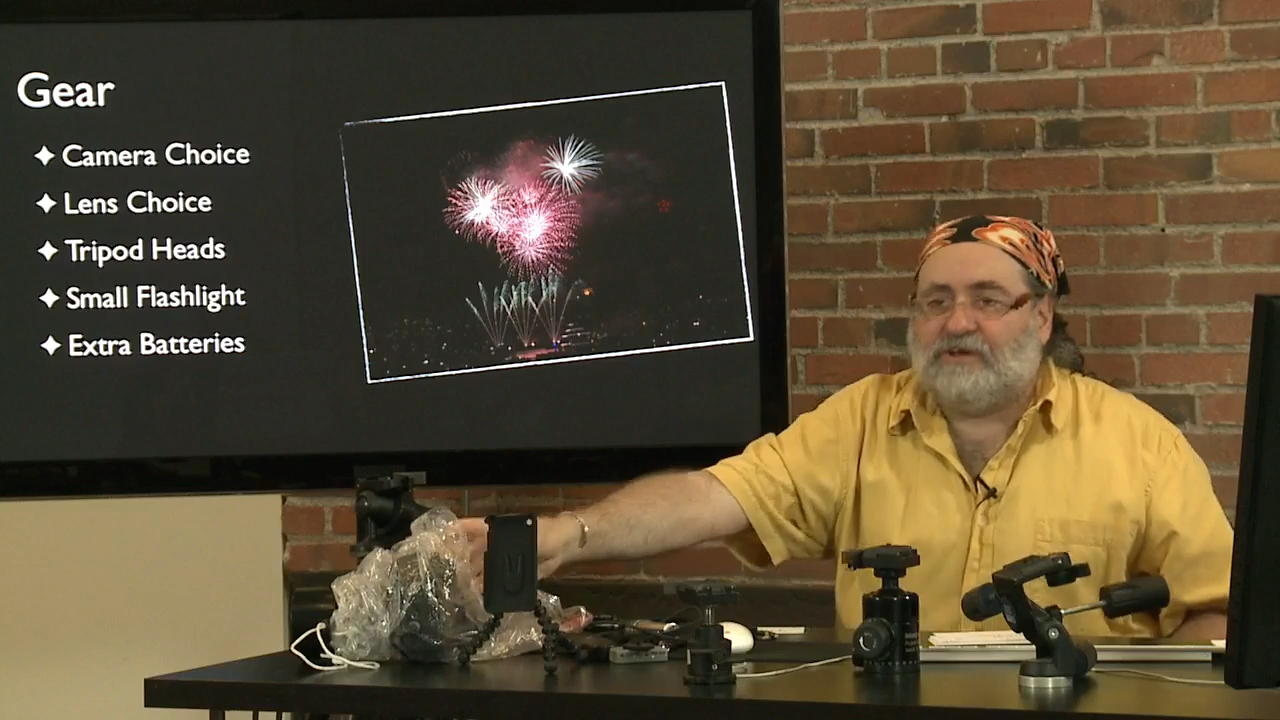 Gear
✦ Camera Choice
✦ Lens Choice
✦ Tripod Heads
✦ Small Flashlight
✦ Extra Batteries